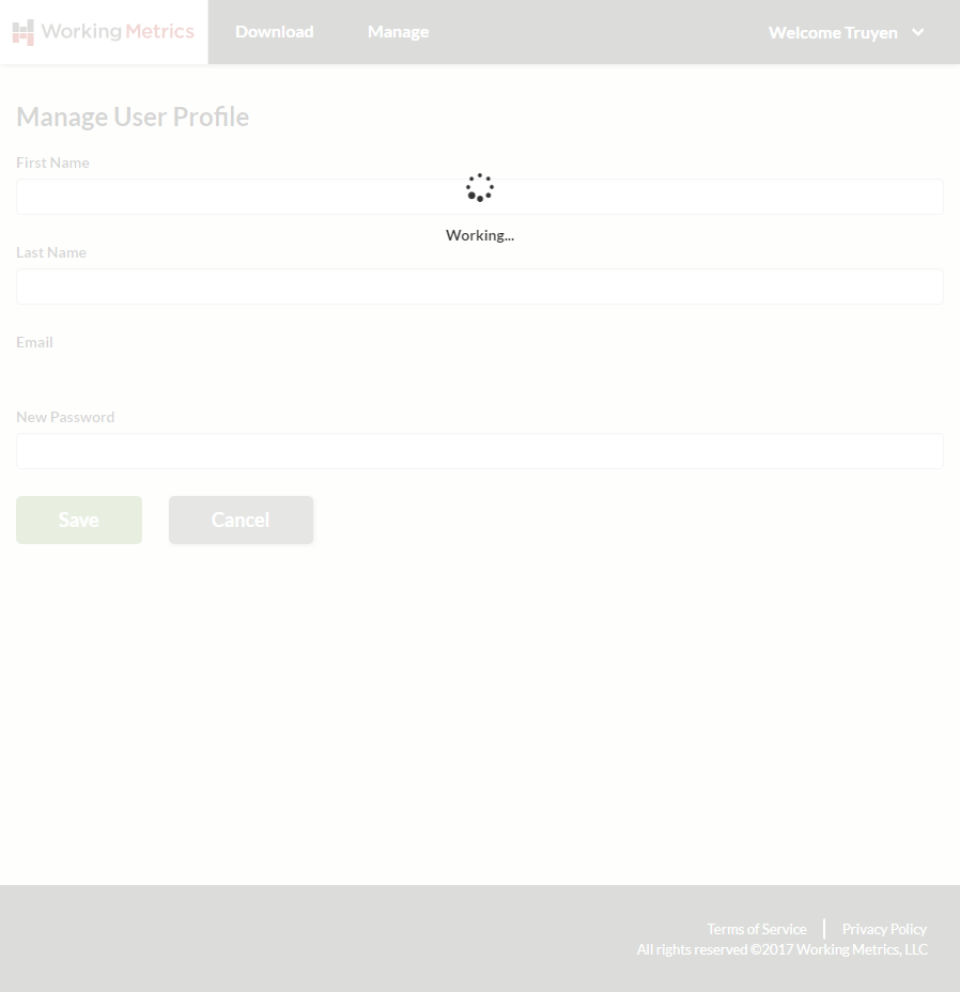 Working Metrics Download Manage Welcome Truyen
Manage User Profile
First Name
Working...
Last Name
Email
New Password
Save Cancel
Terms of Service Privacy Policy
All rights reserved ©2017 Working Metrics, LLC